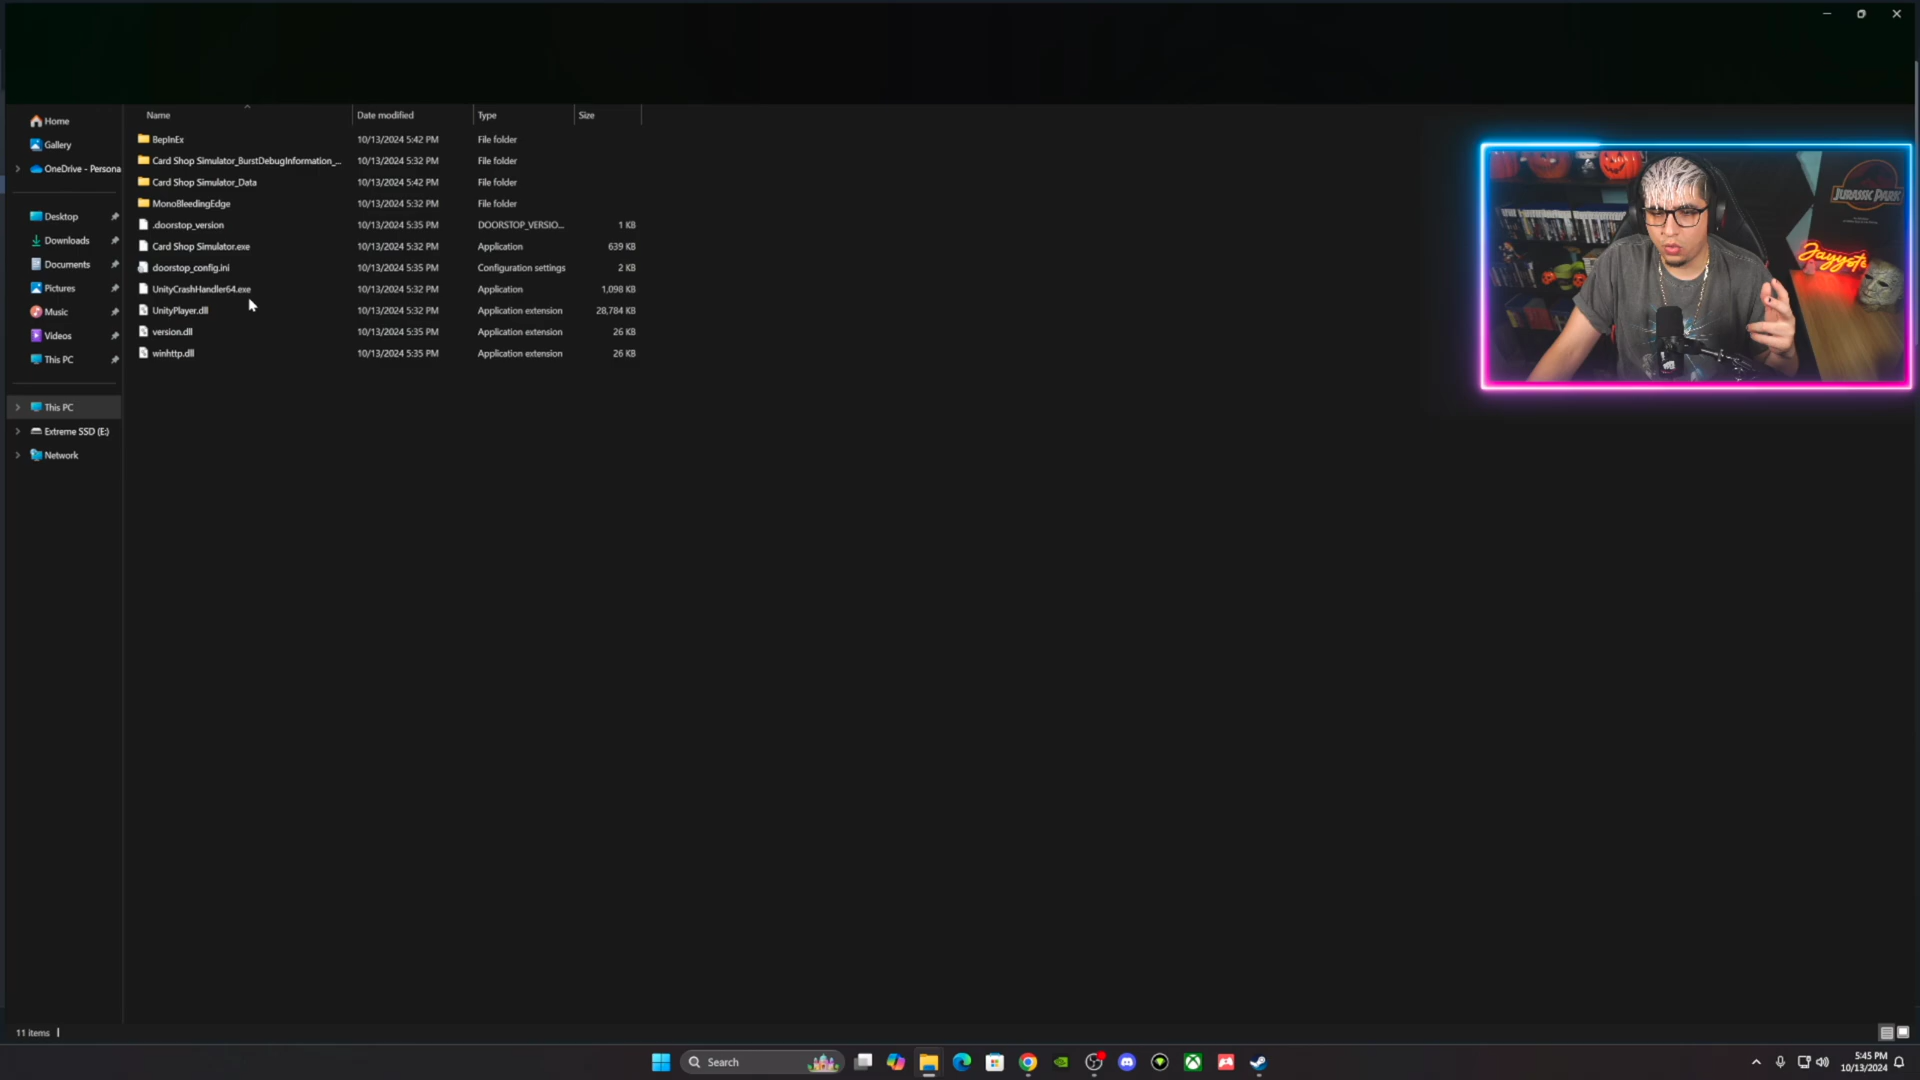 Name Date modified Type Size
Home
Gallery
OneDrive - Persona
Desktop
Downloads
Documents
Pictures
Music
Videos
This PC
This PC
Extreme SSD (E:)
Network
BepInEx 10/13/2024 5:42 PM File folder
Card Shop Simulator_BurstDebugInformation_... 10/13/2024 5:32 PM File folder
Card Shop Simulator_Data 10/13/2024 5:42 PM File folder
MonoBleedingEdge 10/13/2024 5:32 PM File folder
.doorstop_version 10/13/2024 5:35 PM DOORSTOP_VERSIO... 1 KB
Card Shop Simulator.exe 10/13/2024 5:32 PM Application 639 KB
doorstop_config.ini 10/13/2024 5:35 PM Configuration settings 2 KB
UnityCrashHandler64.exe 10/13/2024 5:32 PM Application 1,098 KB
UnityPlayer.dll 10/13/2024 5:32 PM Application extension 28,784 KB
version.dll 10/13/2024 5:35 PM Application extension 26 KB
winhttp.dll 10/13/2024 5:35 PM Application extension 26 KB
JURASSIC PARK
Jayyste
11 items
Search
5:45 PM
10/13/2024